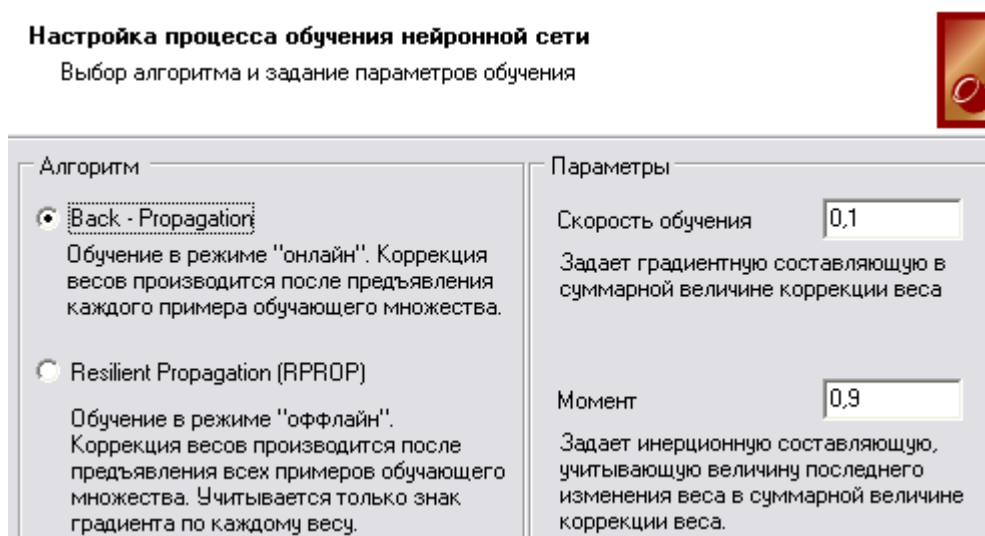 Настройка процесса обучения нейронной сети
Выбор алгоритма и задание параметров обучения
Алгоритм
Back - Propagation
Обучение в режиме "онлайн". Коррекция
весов производится после предъявления
каждого примера обучающего множества.
Resilient Propagation (RPROP)
Обучение в режиме "оффлайн".
Коррекция весов производится после
предъявления всех примеров обучающего
множества. Учитывается только знак
градиента по каждому весу.
Параметры
Скорость обучения 0,1
Задает градиентную составляющую в
суммарной величине коррекции веса
Момент 0,9
Задает инерционную составляющую,
учитывающую величину последнего
изменения веса в суммарной величине
коррекции веса.